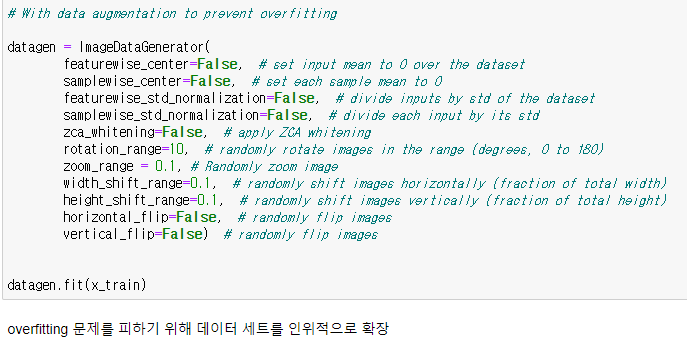 # With data augmentation to prevent overfitting
datagen = ImageDataGenerator(
featurewise_center=False,  # set input mean to 0 over the dataset
samplewise_center=False,  # set each sample mean to 0
featurewise_std_normalization=False,  # divide inputs by std of the dataset
samplewise_std_normalization=False,  # divide each input by its std
zca_whitening=False,  # apply ZCA whitening
rotation_range=10,  # randomly rotate images in the range (degrees, 0 to 180)
zoom_range = 0.1, # Randomly zoom image
width_shift_range=0.1,  # randomly shift images horizontally (fraction of total width)
height_shift_range=0.1,  # randomly shift images vertically (fraction of total height)
horizontal_flip=False,  # randomly flip images
vertical_flip=False)  # randomly flip images
datagen.fit(x_train)
overfitting 문제를 피하기 위해 데이터 세트를 인위적으로 확장